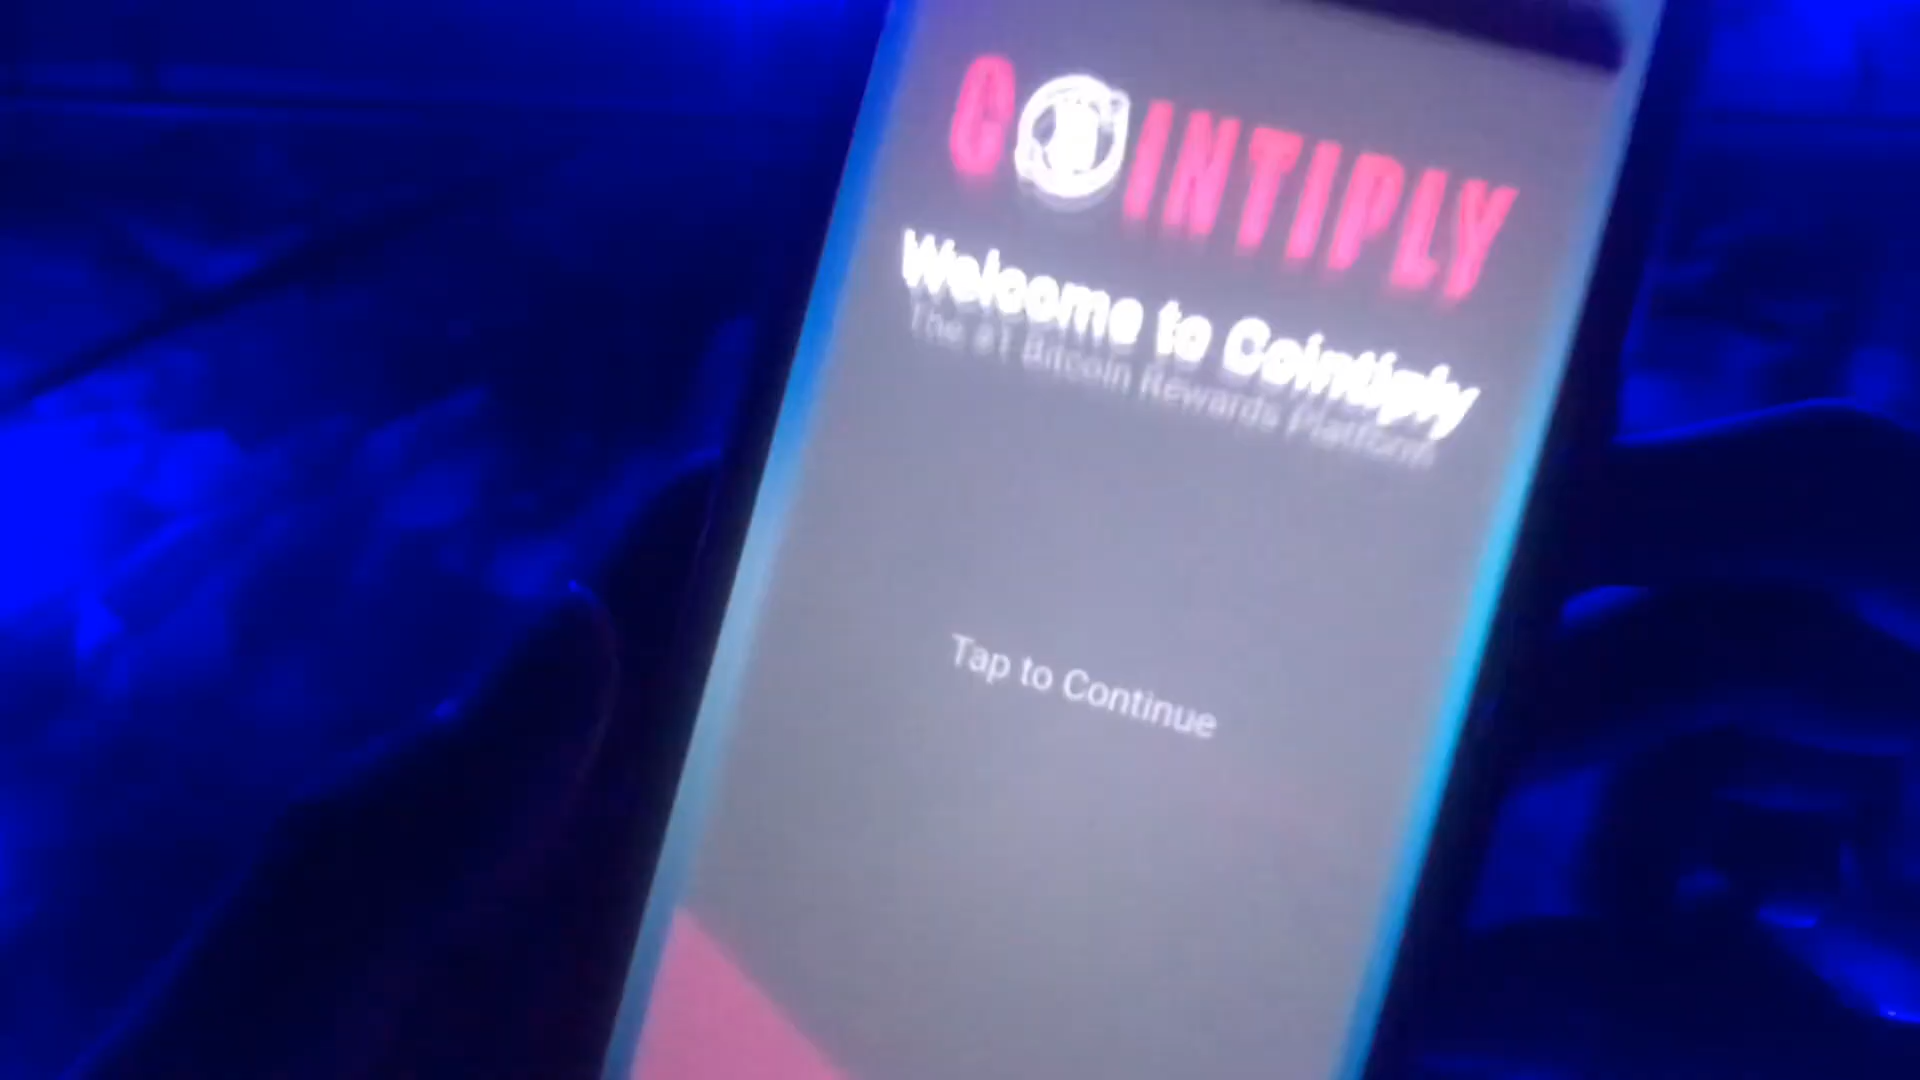 COINTIPLY
Welcome to Cointiply
The #1 Bitcoin Rewards Platform
Tap to Continue